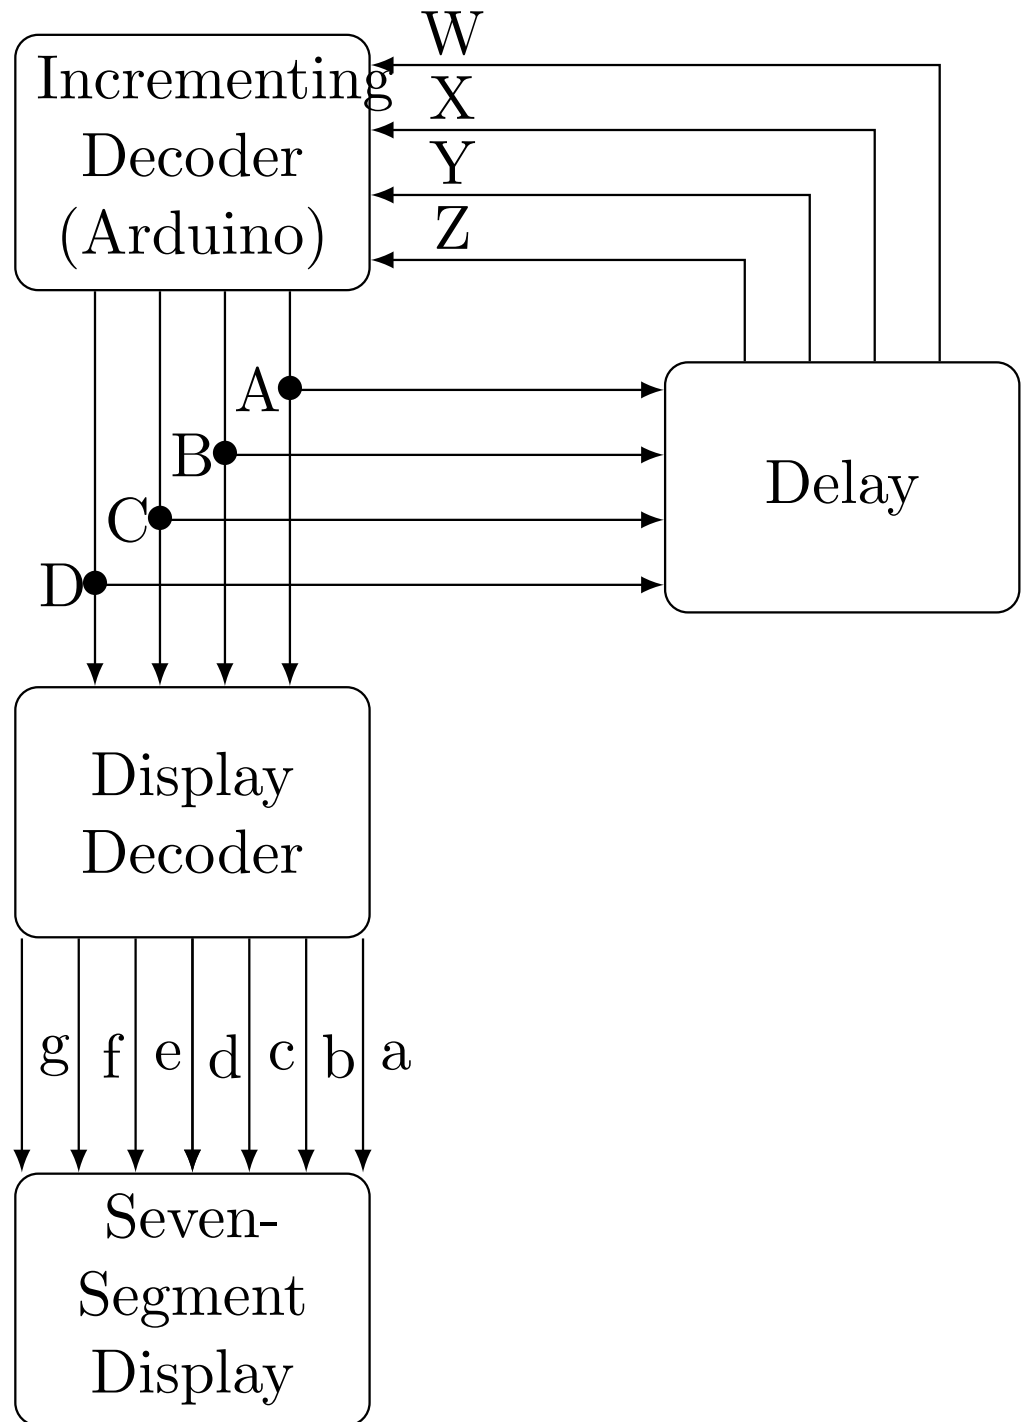 W
Incrementing
X
Decoder
Y
(Arduino)
Z
A
B
Delay
C
D
Display
Decoder
g f e d c b a
Seven-
Segment
Display